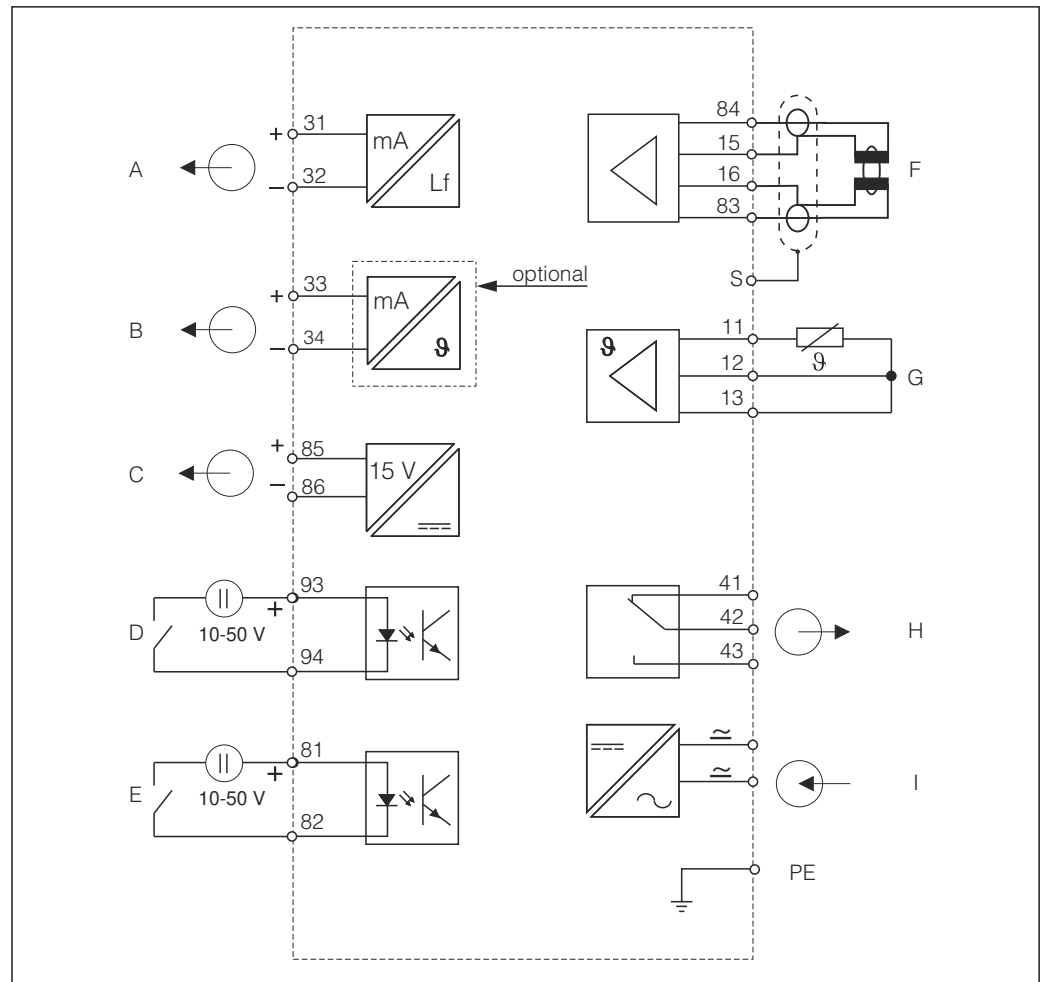 A
+ 31
mA
− 32
Lf
B
+ 33
mA
− 34
ϑ
optional
C
+ 85
15 V
− 86
D
93
+
10-50 V
94
E
81
+
10-50 V
82
84
15
16
83
F
S
ϑ
11
ϑ
12
13
G
41
42
43
H
≃
≃
I
PE